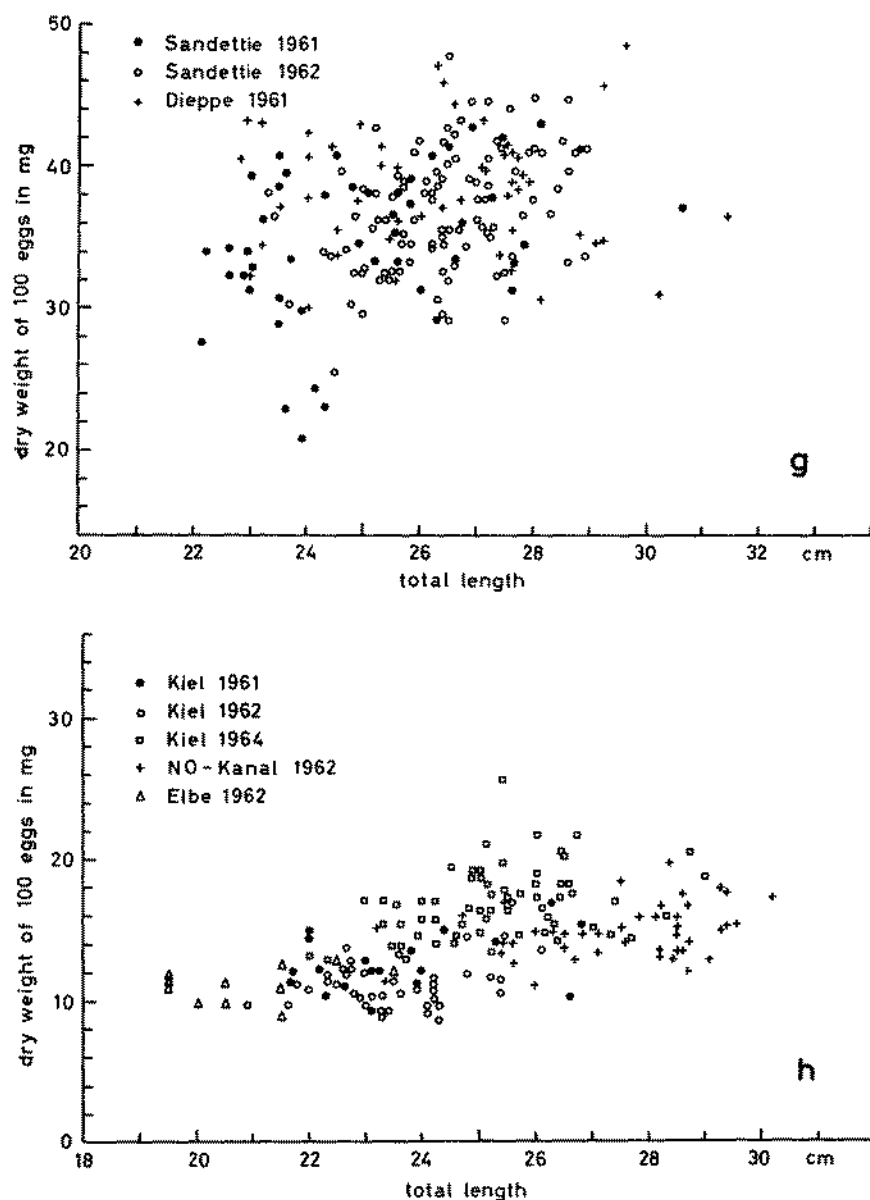 50
40
30
20
dry weight of 100 eggs in mg
Sandettie 1961
Sandettie 1962
Dieppe 1961
g
20 22 24 26 28 30 32 cm
total length
30
20
10
0
dry weight of 100 eggs in mg
Kiel 1961
Kiel 1962
Kiel 1964
NO-Kanal 1962
Elbe 1962
h
18 20 22 24 26 28 30 cm
total length